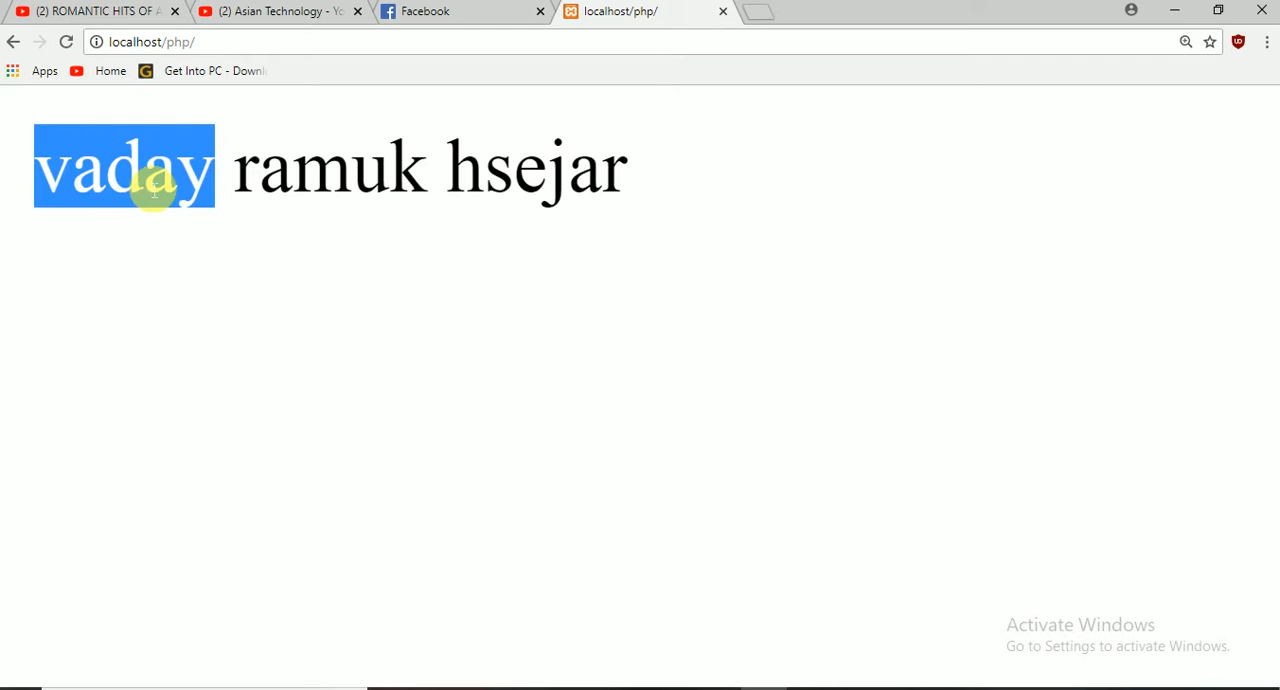 (2) ROMANTIC HITS OF
(2) Asian Technology - Yo
Facebook
localhost/php/
localhost/php/
Apps
Home
Get Into PC - Downl
vaday ramuk hsejar
Activate Windows
Go to Settings to activate Windows.